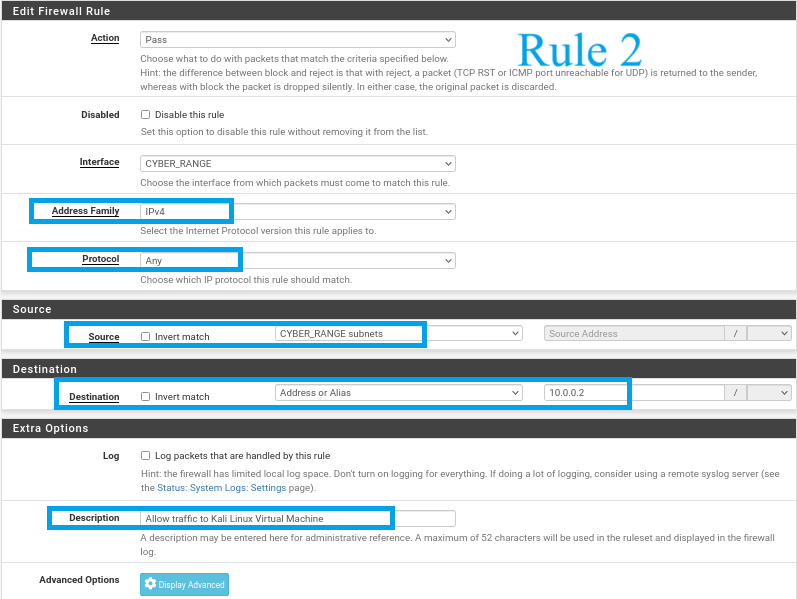 Edit Firewall Rule
Rule 2
Action
Pass
Choose what to do with packets that match the criteria specified below.
Hint: the difference between block and reject is that with reject, a packet (TCP RST or ICMP port unreachable for UDP) is returned to the sender,
whereas with block the packet is dropped silently. In either case, the original packet is discarded.
Disabled
Disable this rule
Set this option to disable this rule without removing it from the list.
Interface
CYBER_RANGE
Choose the interface from which packets must come to match this rule.
Address Family
IPv4
Select the Internet Protocol version this rule applies to.
Protocol
Any
Choose which IP protocol this rule should match.
Source
Source
Invert match
CYBER_RANGE subnets
Source Address
/
Destination
Destination
Invert match
Address or Alias
10.0.0.2
/
Extra Options
Log
Log packets that are handled by this rule
Hint: the firewall has limited local log space. Don't turn on logging for everything. If doing a lot of logging, consider using a remote syslog server (see
the Status: System Logs: Settings page).
Description
Allow traffic to Kali Linux Virtual Machine
A description may be entered here for administrative reference. A maximum of 52 characters will be used in the ruleset and displayed in the firewall
log.
Advanced Options
Display Advanced